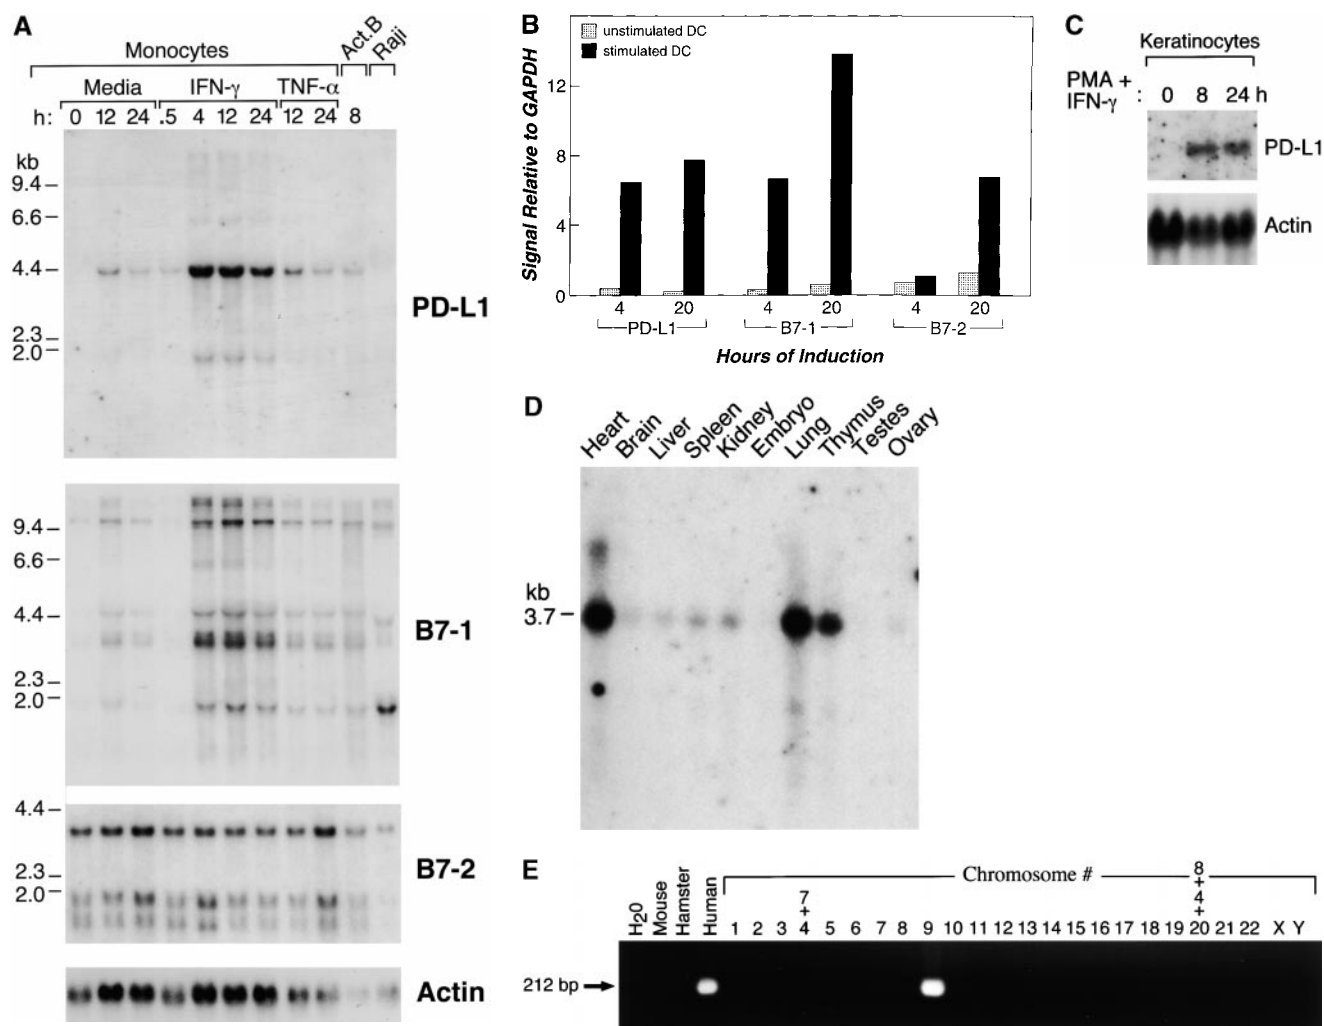 A
Monocytes
Act.B
Raji
Media
IFN-γ
TNF-α
h: 0 12 24 .5 4 12 24 12 24 8
kb
9.4
6.6
4.4
2.3
2.0
PD-L1
9.4
6.6
4.4
2.3
2.0
B7-1
4.4
2.3
2.0
B7-2
Actin
B
Signal Relative to GAPDH
unstimulated DC
stimulated DC
12
8
4
0
4 20 4 20 4 20
PD-L1 B7-1 B7-2
Hours of Induction
C
Keratinocytes
PMA +
IFN-γ : 0 8 24 h
PD-L1
Actin
D
Heart
Brain
Liver
Spleen
Kidney
Embryo
Lung
Thymus
Testes
Ovary
kb
3.7
E
H20
Mouse
Hamster
Human
Chromosome #
1 2 3 7+4 5 6 7 8 9 10 11 12 13 14 15 16 17 18 19 8+4+20 21 22 X Y
212 bp